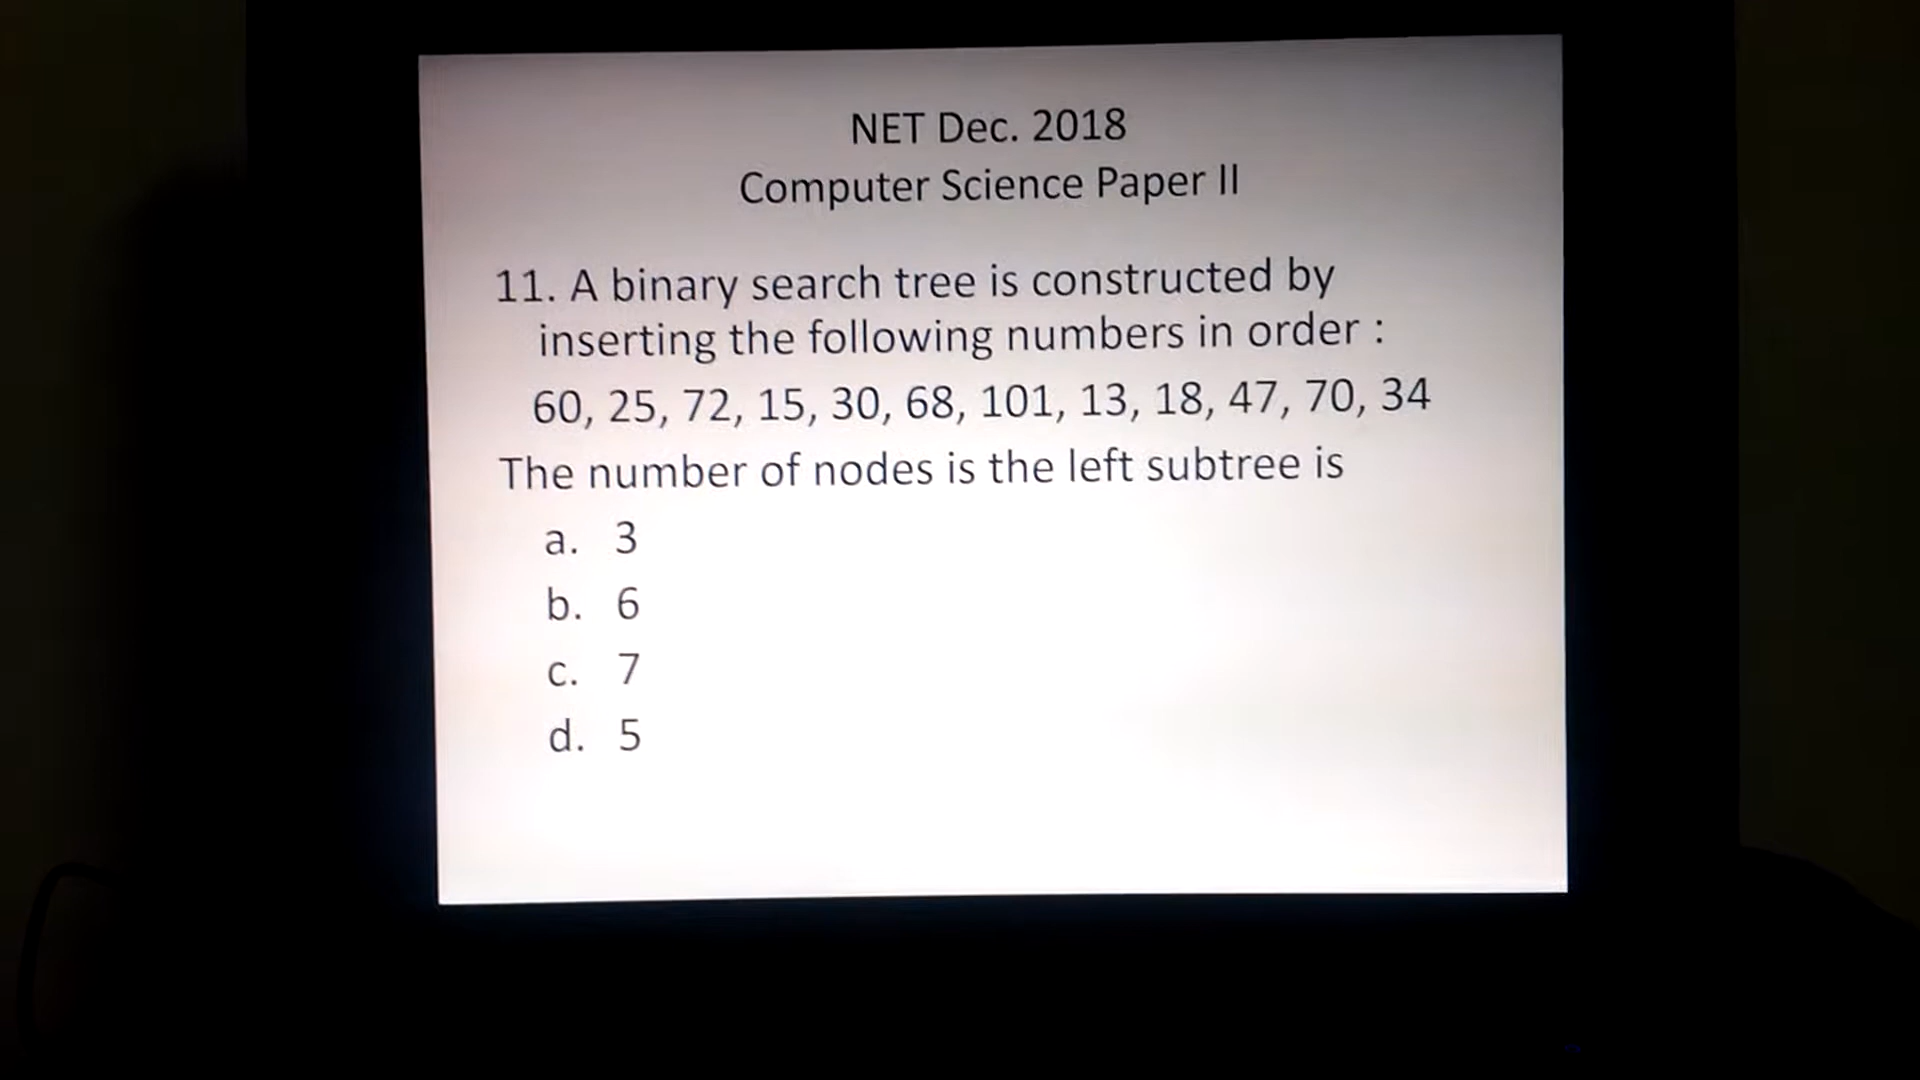 NET Dec. 2018
Computer Science Paper II
11. A binary search tree is constructed by
inserting the following numbers in order :
60, 25, 72, 15, 30, 68, 101, 13, 18, 47, 70, 34
The number of nodes is the left subtree is
a. 3
b. 6
c. 7
d. 5